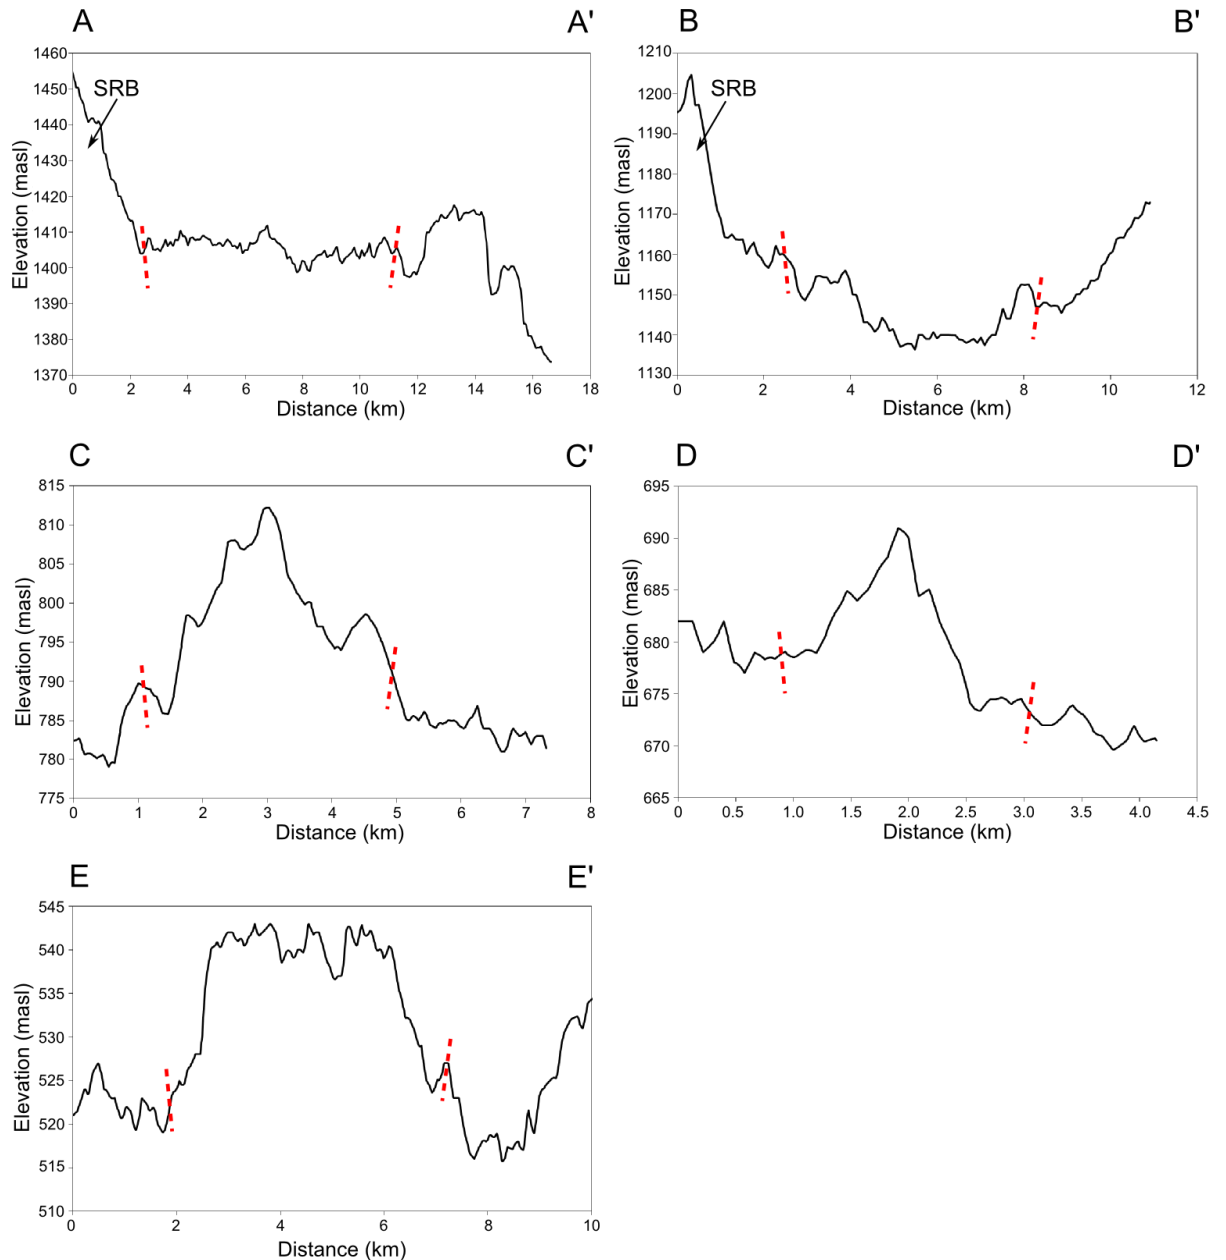 A A'
1460
1450
1440
1430
1420
1410
1400
1390
1380
1370
Elevation (masl)
SRB
0 2 4 6 8 10 12 14 16 18
Distance (km)
B B'
1210
1200
1190
1180
1170
1160
1150
1140
1130
Elevation (masl)
SRB
0 2 4 6 8 10 12
Distance (km)
C C'
815
810
805
800
795
790
785
780
775
Elevation (masl)
0 1 2 3 4 5 6 7 8
Distance (km)
D D'
695
690
685
680
675
670
665
Elevation (masl)
0 0.5 1.0 1.5 2.0 2.5 3.0 3.5 4.0 4.5
Distance (km)
E E'
545
540
535
530
525
520
515
510
Elevation (masl)
0 2 4 6 8 10
Distance (km)